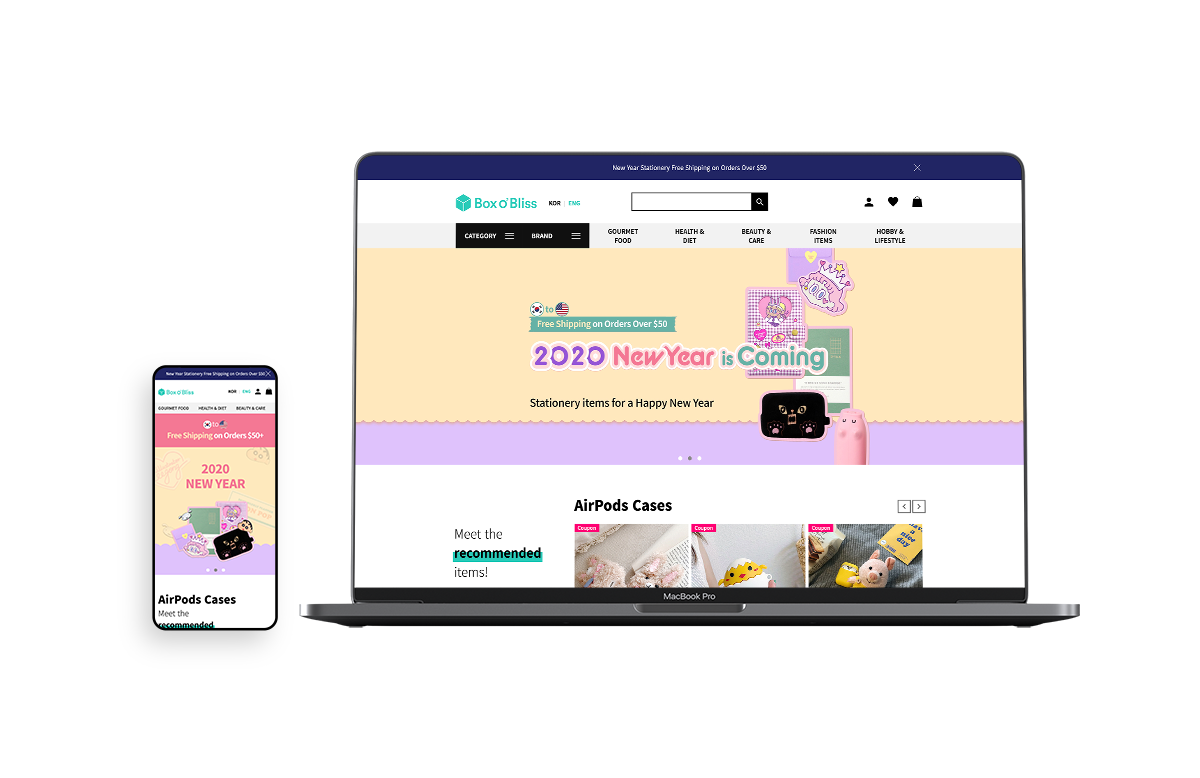 New Year Stationery Free Shipping on Orders Over $50
Box o' Bliss
KOR | ENG
CATEGORY
BRAND
GOURMET
FOOD
HEALTH &
DIET
BEAUTY &
CARE
FASHION
ITEMS
HOBBY &
LIFESTYLE
to
Free Shipping on Orders Over $50
2020 New Year is Coming
Stationery items for a Happy New Year
AirPods Cases
Meet the
recommended
items!
Coupon
Coupon
Coupon
nice
day
MacBook Pro
New Year Stationery Free Shipping on Orders Over $50
Box o' Bliss
KOR | ENG
GOURMET FOOD
HEALTH & DIET
BEAUTY & CARE
to
Free Shipping on Orders $50+
2020
NEW YEAR
AirPods Cases
Meet the
recommended